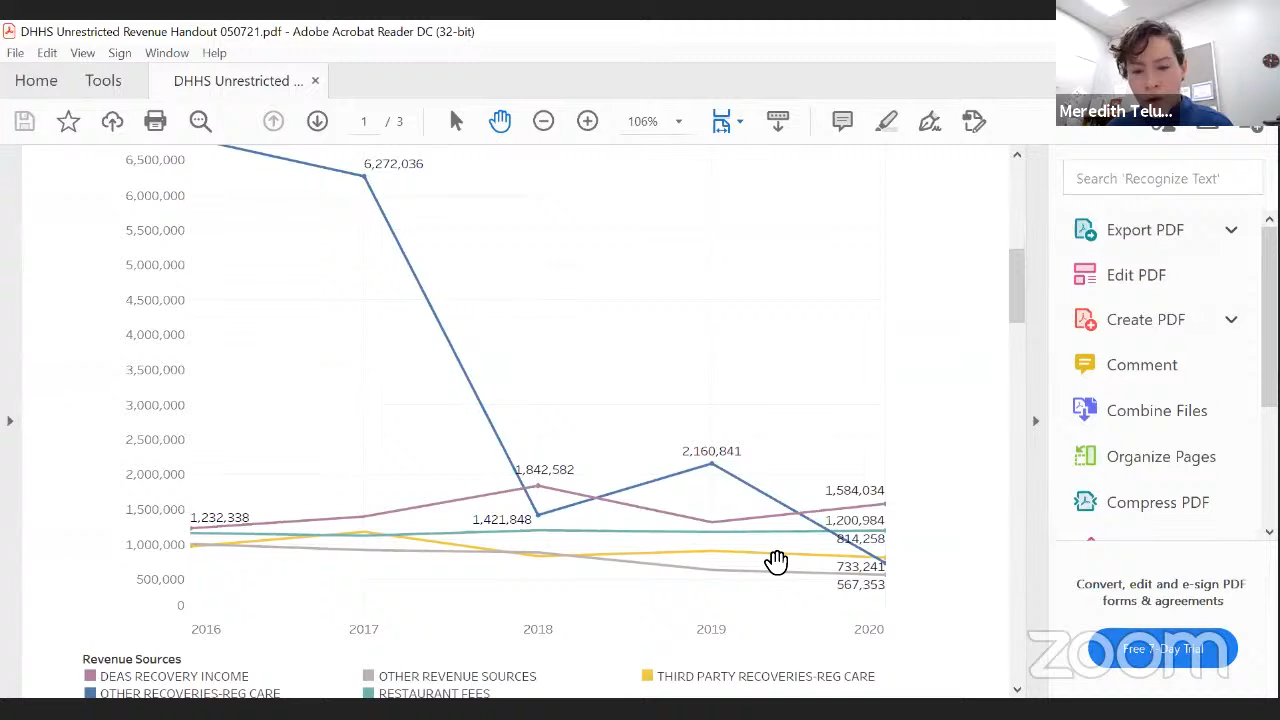 DHHS Unrestricted Revenue Handout 050721.pdf - Adobe Acrobat Reader DC (32-bit)
File Edit View Sign Window Help
Home Tools DHHS Unrestricted ... ×
1 / 3 106%
Meredith Telu...
Search 'Recognize Text'
Export PDF
Edit PDF
Create PDF
Comment
Combine Files
Organize Pages
Compress PDF
Convert, edit and e-sign PDF
forms & agreements
Free 7-Day Trial
zoom
6,500,000
6,000,000
5,500,000
5,000,000
4,500,000
4,000,000
3,500,000
3,000,000
2,500,000
2,000,000
1,500,000
1,000,000
500,000
0
6,272,036
1,842,582
2,160,841
1,232,338
1,421,848
1,584,034
1,200,984
814,258
733,241
567,353
2016 2017 2018 2019 2020
Revenue Sources
DEAS RECOVERY INCOME OTHER REVENUE SOURCES THIRD PARTY RECOVERIES-REG CARE
OTHER RECOVERIES-REG CARE RESTAURANT FEES